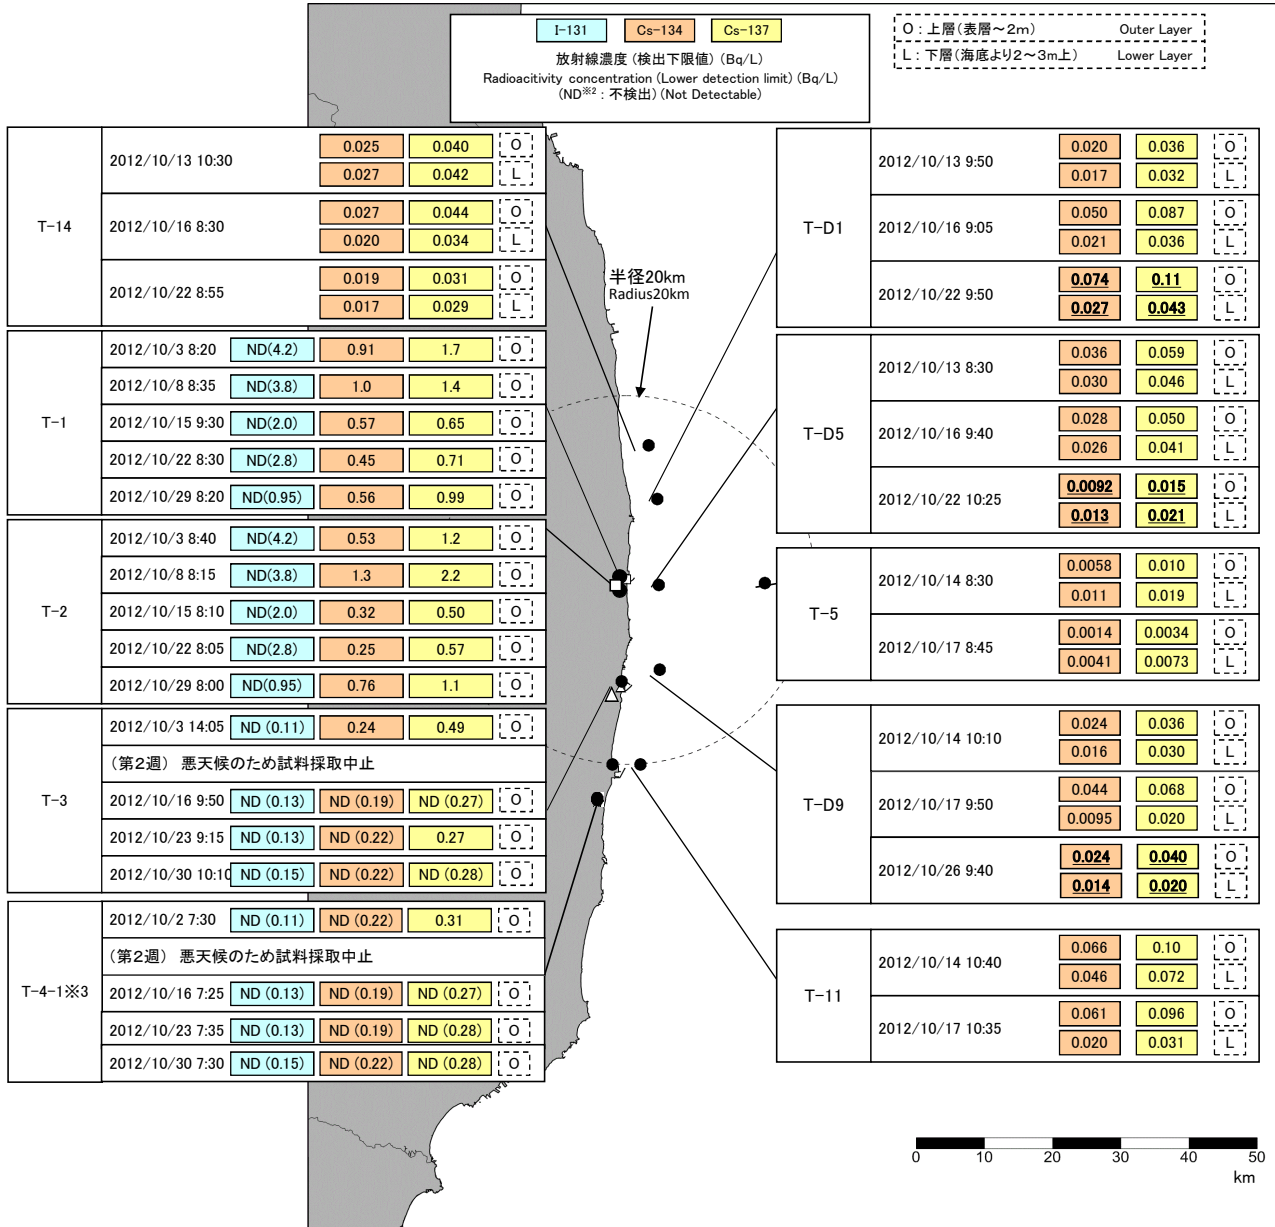 I-131 Cs-134 Cs-137
放射線濃度 (検出下限値) (Bq/L)
Radioacitivity concentration (Lower detection limit) (Bq/L)
(ND※2 : 不検出) (Not Detectable)
O : 上層(表層～2m) Outer Layer
L : 下層(海底より2～3m上) Lower Layer
T-14
2012/10/13 10:30 0.025 0.040 O
0.027 0.042 L
2012/10/16 8:30 0.027 0.044 O
0.020 0.034 L
2012/10/22 8:55 0.019 0.031 O
0.017 0.029 L
T-1
2012/10/3 8:20 ND(4.2) 0.91 1.7 O
2012/10/8 8:35 ND(3.8) 1.0 1.4 O
2012/10/15 9:30 ND(2.0) 0.57 0.65 O
2012/10/22 8:30 ND(2.8) 0.45 0.71 O
2012/10/29 8:20 ND(0.95) 0.56 0.99 O
T-2
2012/10/3 8:40 ND(4.2) 0.53 1.2 O
2012/10/8 8:15 ND(3.8) 1.3 2.2 O
2012/10/15 8:10 ND(2.0) 0.32 0.50 O
2012/10/22 8:05 ND(2.8) 0.25 0.57 O
2012/10/29 8:00 ND(0.95) 0.76 1.1 O
T-3
2012/10/3 14:05 ND (0.11) 0.24 0.49 O
(第2週) 悪天候のため試料採取中止
2012/10/16 9:50 ND (0.13) ND (0.19) ND (0.27) O
2012/10/23 9:15 ND (0.13) ND (0.22) 0.27 O
2012/10/30 10:10 ND (0.15) ND (0.22) ND (0.28) O
T-4-1※3
2012/10/2 7:30 ND (0.11) ND (0.22) 0.31 O
(第2週) 悪天候のため試料採取中止
2012/10/16 7:25 ND (0.13) ND (0.19) ND (0.27) O
2012/10/23 7:35 ND (0.13) ND (0.19) ND (0.28) O
2012/10/30 7:30 ND (0.15) ND (0.22) ND (0.28) O
半径20km
Radius20km
T-D1
2012/10/13 9:50 0.020 0.036 O
0.017 0.032 L
2012/10/16 9:05 0.050 0.087 O
0.021 0.036 L
2012/10/22 9:50 0.074 0.11 O
0.027 0.043 L
T-D5
2012/10/13 8:30 0.036 0.059 O
0.030 0.046 L
2012/10/16 9:40 0.028 0.050 O
0.026 0.041 L
2012/10/22 10:25 0.0092 0.015 O
0.013 0.021 L
T-5
2012/10/14 8:30 0.0058 0.010 O
0.011 0.019 L
2012/10/17 8:45 0.0014 0.0034 O
0.0041 0.0073 L
T-D9
2012/10/14 10:10 0.024 0.036 O
0.016 0.030 L
2012/10/17 9:50 0.044 0.068 O
0.0095 0.020 L
2012/10/26 9:40 0.024 0.040 O
0.014 0.020 L
T-11
2012/10/14 10:40 0.066 0.10 O
0.046 0.072 L
2012/10/17 10:35 0.061 0.096 O
0.020 0.031 L
0 10 20 30 40 50
km